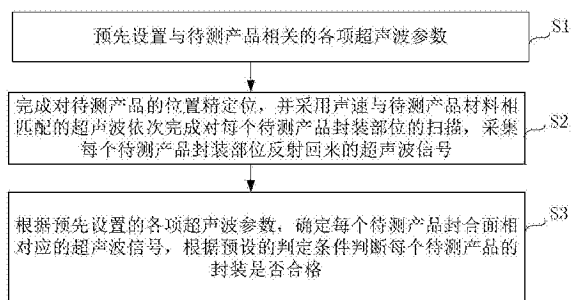 预先设置与待测产品相关的各项超声波参数
S1
完成对待测产品的位置精定位，并采用声速与待测产品材料相
匹配的超声波依次完成对每个待测产品封装部位的扫描，采集
每个待测产品封装部位反射回来的超声波信号
S2
根据预先设置的各项超声波参数，确定每个待测产品封合面相
对应的超声波信号，根据预设的判定条件判断每个待测产品的
封装是否合格
S3